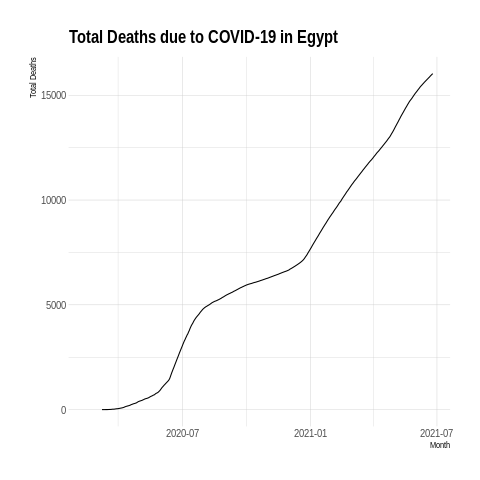 Total Deaths due to COVID-19 in Egypt
Total Deaths
15000
10000
5000
0
2020-07
2021-01
2021-07
Month